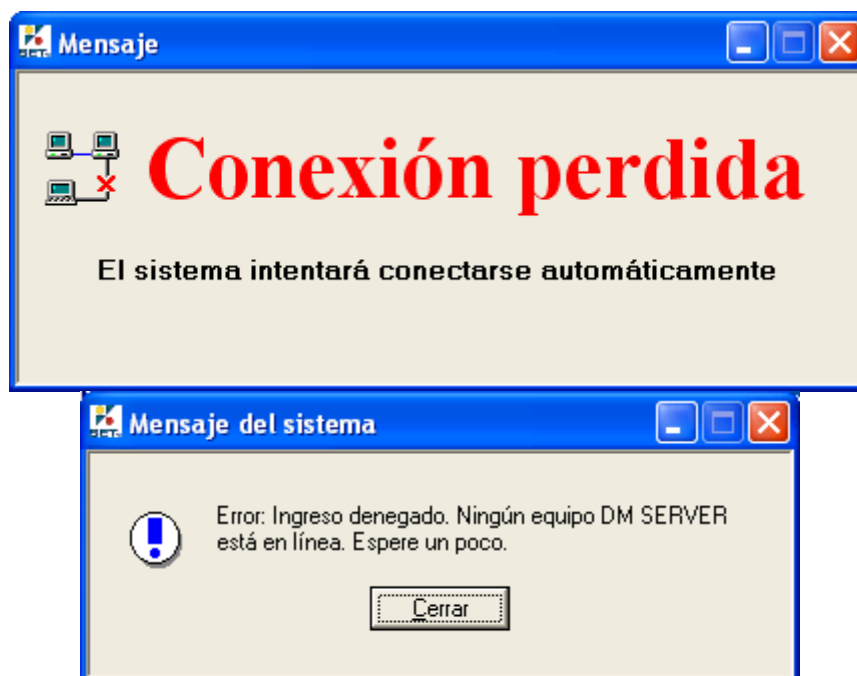 Mensaje
Conexión perdida
El sistema intentará conectarse automáticamente
Mensaje del sistema
Error: Ingreso denegado. Ningún equipo DM SERVER
está en línea. Espere un poco.
Cerrar